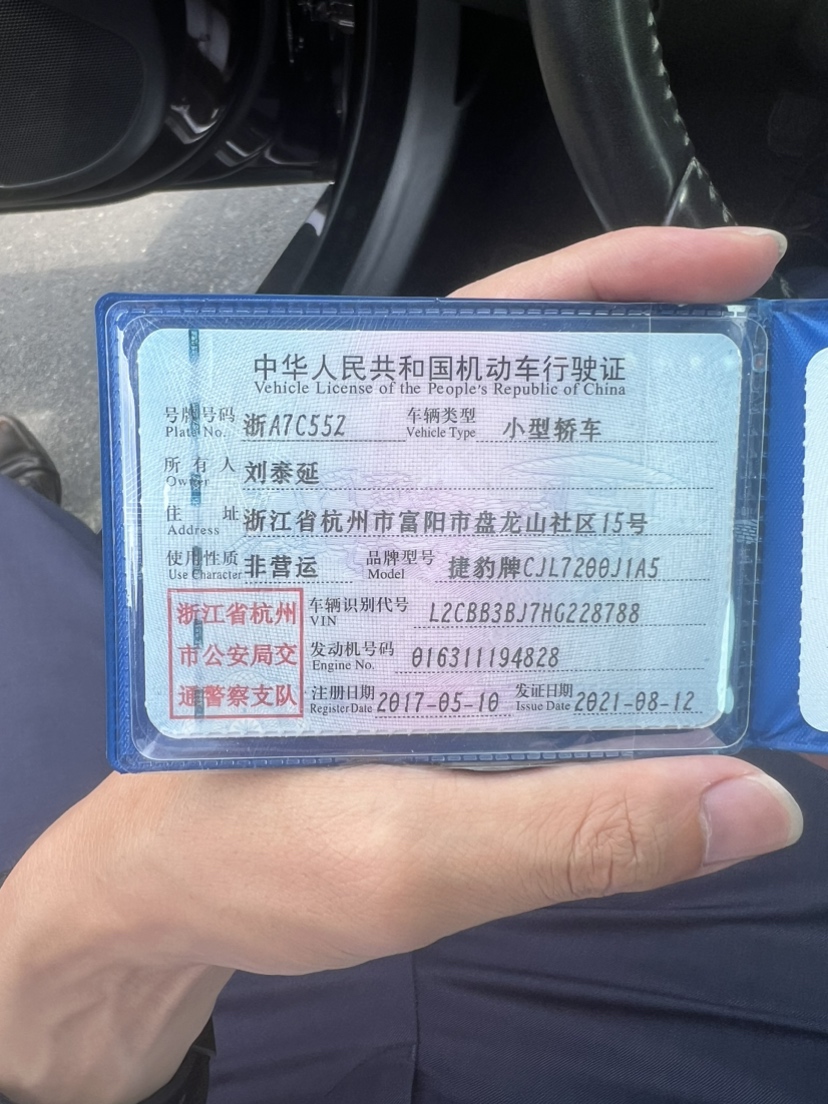 中华人民共和国机动车行驶证
Vehicle License of the People's Republic of China
号牌号码 浙A7C55Z 车辆类型 小型轿车
Plate No. Vehicle Type
所有人 刘泰延
Owner
住址 浙江省杭州市富阳市盘龙山社区15号
Address
使用性质 非营运 品牌型号 捷豹牌CJL7200J1A5
Use Character Model
浙江省杭州
市公安局交
通警察支队
车辆识别代号 L2CBB3BJ7HG228788
VIN
发动机号码 016311194828
Engine No.
注册日期 2017-05-10 发证日期 2021-08-12
Register Date Issue Date